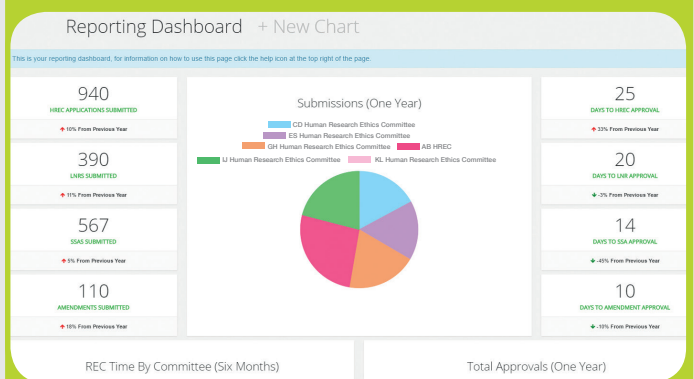 Reporting Dashboard + New Chart
This is your reporting dashboard, for information on how to use this page click the help icon at the top right of the page.
940
HREC APPLICATIONS SUBMITTED
10% From Previous Year
390
LNRS SUBMITTED
11% From Previous Year
567
SSAS SUBMITTED
5% From Previous Year
110
AMENDMENTS SUBMITTED
18% From Previous Year
Submissions (One Year)
CD Human Research Ethics Committee
ES Human Research Ethics Committee
GH Human Research Ethics Committee AB HREC
IJ Human Research Ethics Committee KL Human Research Ethics Committee
25
DAYS TO HREC APPROVAL
33% From Previous Year
20
DAYS TO LNR APPROVAL
-3% From Previous Year
14
DAYS TO SSA APPROVAL
-45% From Previous Year
10
DAYS TO AMENDMENT APPROVAL
-10% From Previous Year
REC Time By Committee (Six Months)
Total Approvals (One Year)